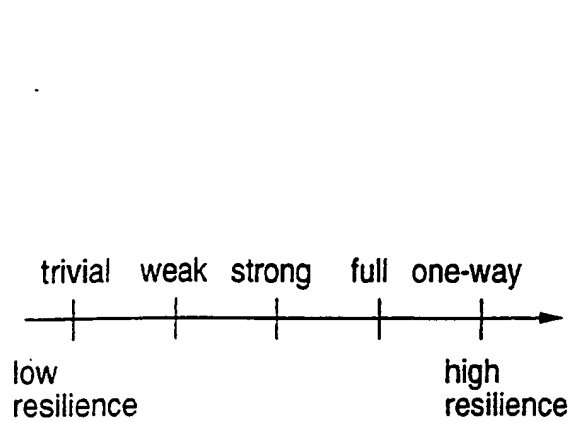 trivial weak strong full one-way
low
resilience
high
resilience